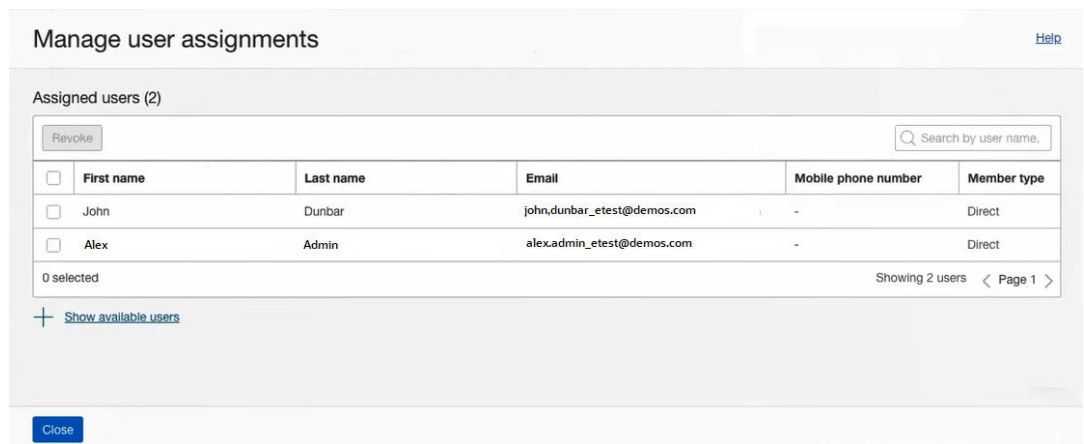 Manage user assignments Help
Assigned users (2)
Revoke Search by user name,
First name Last name Email Mobile phone number Member type
John Dunbar john,dunbar_etest@demos.com - Direct
Alex Admin alex.admin_etest@demos.com - Direct
0 selected Showing 2 users Page 1
Show available users
Close